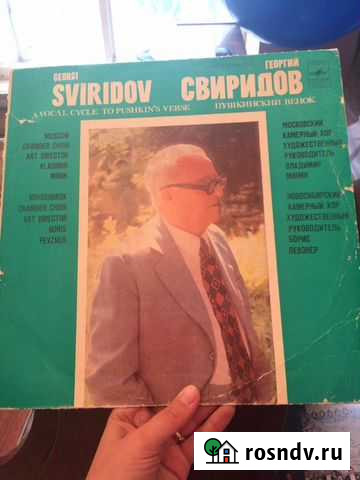 GEORGI
SVIRIDOV
A VOCAL CYCLE TO PUSHKIN'S VERSE
ГЕОРГИЙ
СВИРИДОВ
ПУШКИНСКИЙ ВЕНОК
MOSCOW
CHAMBER CHOIR
ART DIRECTOR
VLADIMIR
MININ
NOVOSIBIRSK
CHAMBER CHOIR
ART DIRECTOR
BORIS
PEVZNER
МОСКОВСКИЙ
КАМЕРНЫЙ ХОР
ХУДОЖЕСТВЕННЫЙ
РУКОВОДИТЕЛЬ
ВЛАДИМИР
МИНИН
НОВОСИБИРСКИЙ
КАМЕРНЫЙ ХОР
ХУДОЖЕСТВЕННЫЙ
РУКОВОДИТЕЛЬ
БОРИС
ПЕВЗНЕР
rosndv.ru